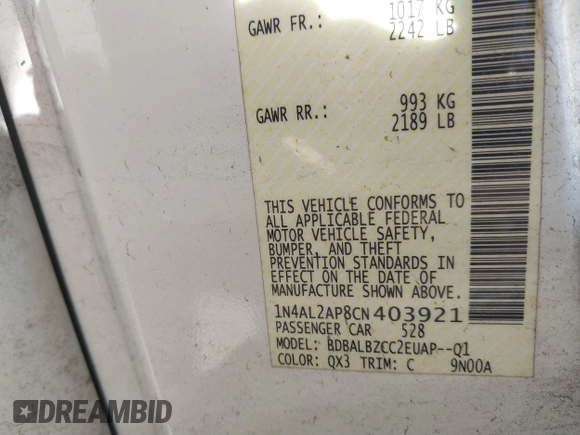 GAWR FR.: 1017 KG
2242 LB
GAWR RR.: 993 KG
2189 LB
THIS VEHICLE CONFORMS TO
ALL APPLICABLE FEDERAL
MOTOR VEHICLE SAFETY,
BUMPER, AND THEFT
PREVENTION STANDARDS IN
EFFECT ON THE DATE OF
MANUFACTURE SHOWN ABOVE.
1N4AL2AP8CN403921
PASSENGER CAR 528
MODEL: BDBALBZCC2EUAP--Q1
COLOR: QX3 TRIM: C 9N00A
DREAMBID